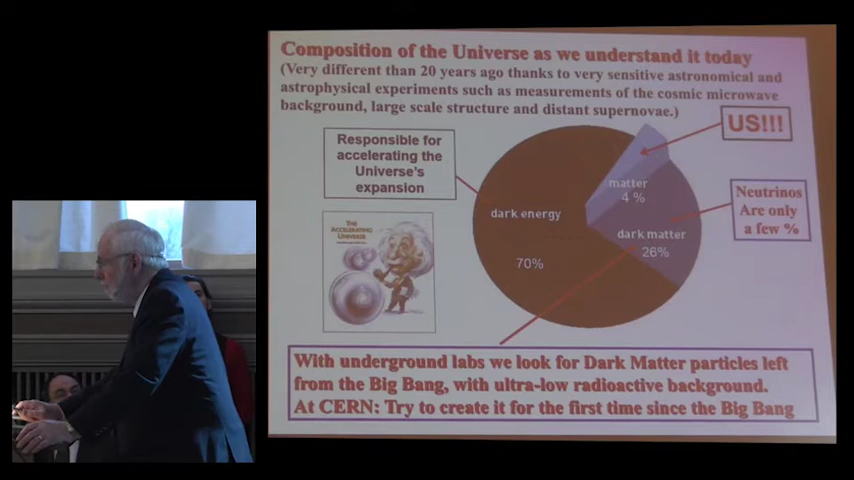 Composition of the Universe as we understand it today
(Very different than 20 years ago thanks to very sensitive astronomical and
astrophysical experiments such as measurements of the cosmic microwave
background, large scale structure and distant supernovae.)
Responsible for
accelerating the
Universe's
expansion
US!!!
matter
4 %
Neutrinos
Are only
a few %
dark energy
70%
dark matter
26%
THE
ACCELERATING
UNIVERSE
With underground labs we look for Dark Matter particles left
from the Big Bang, with ultra-low radioactive background.
At CERN: Try to create it for the first time since the Big Bang